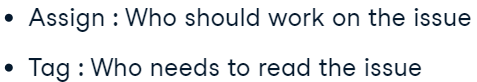 • Assign : Who should work on the issue
• Tag : Who needs to read the issue